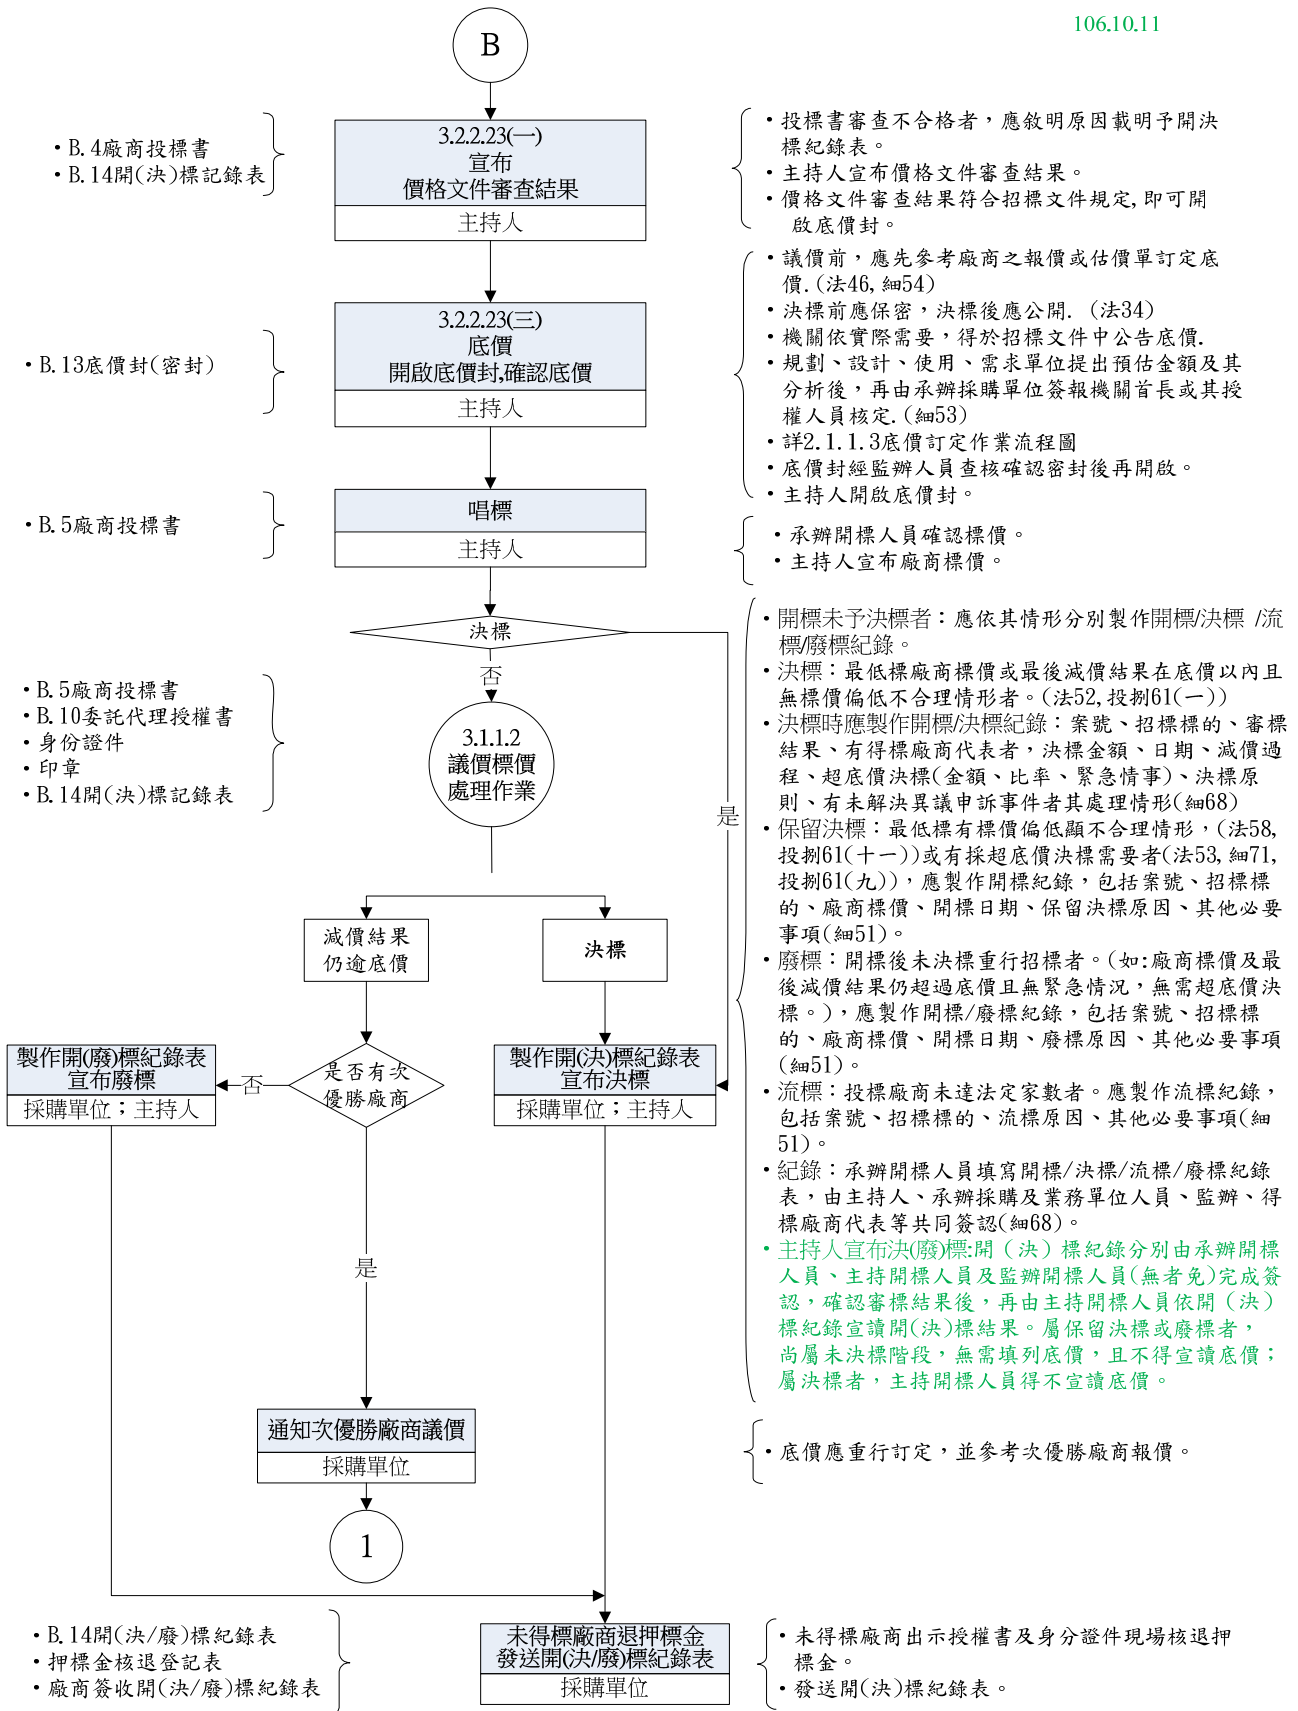 106.10.11
B
・B.4廠商投標書
・B.14開(決)標記錄表
3.2.2.23(一)
宣布
價格文件審查結果
主持人
・投標書審查不合格者，應敘明原因載明予開決
標紀錄表。
・主持人宣布價格文件審查結果。
・價格文件審查結果符合招標文件規定,即可開
啟底價封。
・B.13底價封(密封)
3.2.2.23(三)
底價
開啟底價封,確認底價
主持人
・議價前，應先參考廠商之報價或估價單訂定底
價.(法46,細54)
・決標前應保密，決標後應公開. (法34)
・機關依實際需要，得於招標文件中公告底價.
・規劃、設計、使用、需求單位提出預估金額及其
分析後，再由承辦採購單位簽報機關首長或其授
權人員核定.(細53)
・詳2.1.1.3底價訂定作業流程圖
・底價封經監辦人員查核確認密封後再開啟。
・主持人開啟底價封。
・B.5廠商投標書
唱標
主持人
・承辦開標人員確認標價。
・主持人宣布廠商標價。
決標
否
是
・B.5廠商投標書
・B.10委託代理授權書
・身份證件
・印章
・B.14開(決)標記錄表
3.1.1.2
議價標價
處理作業
減價結果
仍逾底價
決標
製作開(廢)標紀錄表
宣布廢標
採購單位；主持人
否
是否有次
優勝廠商
製作開(決)標紀錄表
宣布決標
採購單位；主持人
是
・開標未予決標者：應依其情形分別製作開標/決標 /流
標/廢標紀錄。
・決標：最低標廠商標價或最後減價結果在底價以內且
無標價偏低不合理情形者。(法52,投捌61(一))
・決標時應製作開標/決標紀錄：案號、招標標的、審標
結果、有得標廠商代表者，決標金額、日期、減價過
程、超底價決標(金額、比率、緊急情事)、決標原
則、有未解決異議申訴事件者其處理情形(細68)
・保留決標：最低標有標價偏低顯不合理情形，(法58,
投捌61(十一))或有採超底價決標需要者(法53,細71,
投捌61(九))，應製作開標紀錄，包括案號、招標標
的、廠商標價、開標日期、保留決標原因、其他必要
事項(細51)。
・廢標：開標後未決標重行招標者。(如:廠商標價及最
後減價結果仍超過底價且無緊急情況，無需超底價決
標。)，應製作開標/廢標紀錄，包括案號、招標標
的、廠商標價、開標日期、廢標原因、其他必要事項
(細51)。
・流標：投標廠商未達法定家數者。應製作流標紀錄，
包括案號、招標標的、流標原因、其他必要事項(細
51)。
・紀錄：承辦開標人員填寫開標/決標/流標/廢標紀錄
表，由主持人、承辦採購及業務單位人員、監辦、得
標廠商代表等共同簽認(細68)。
・主持人宣布決(廢)標:開（決）標紀錄分別由承辦開標
人員、主持開標人員及監辦開標人員(無者免)完成簽
認，確認審標結果後，再由主持開標人員依開（決）
標紀錄宣讀開(決)標結果。屬保留決標或廢標者，
尚屬未決標階段，無需填列底價，且不得宣讀底價；
屬決標者，主持開標人員得不宣讀底價。
通知次優勝廠商議價
採購單位
・底價應重行訂定，並參考次優勝廠商報價。
1
・B.14開(決/廢)標紀錄表
・押標金核退登記表
・廠商簽收開(決/廢)標紀錄表
未得標廠商退押標金
發送開(決/廢)標紀錄表
採購單位
・未得標廠商出示授權書及身分證件現場核退押
標金。
・發送開(決)標紀錄表。